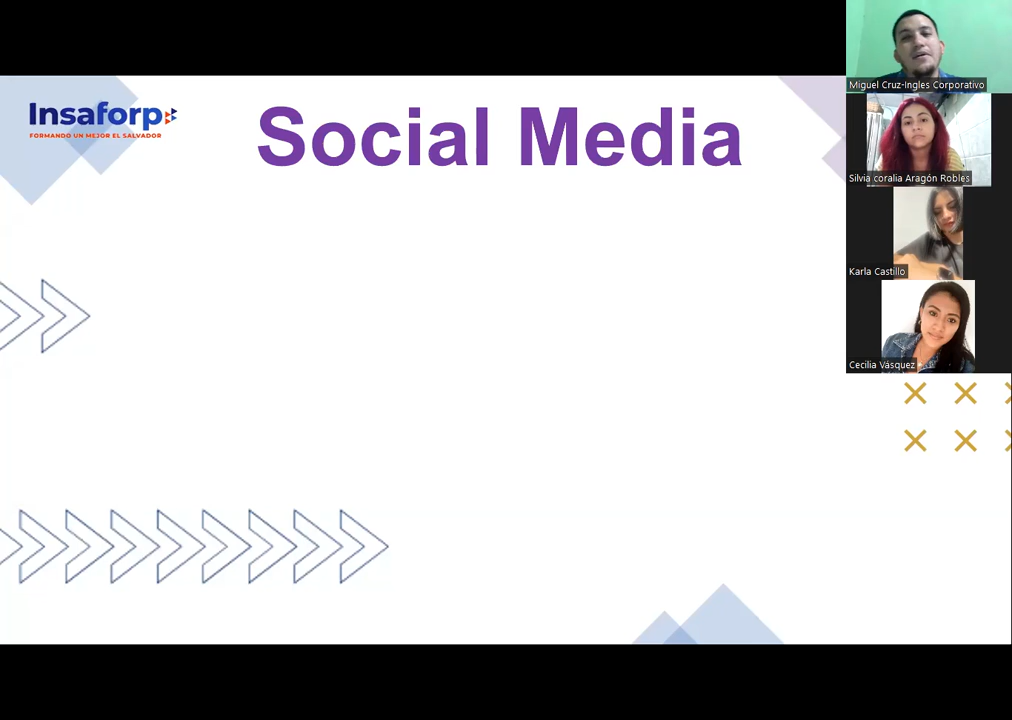 Insaforp
FORMANDO UN MEJOR EL SALVADOR
Social Media
Miguel Cruz-Ingles Corporativo
Silvia coralia Aragón Robles
Karla Castillo
Cecilia Vásquez